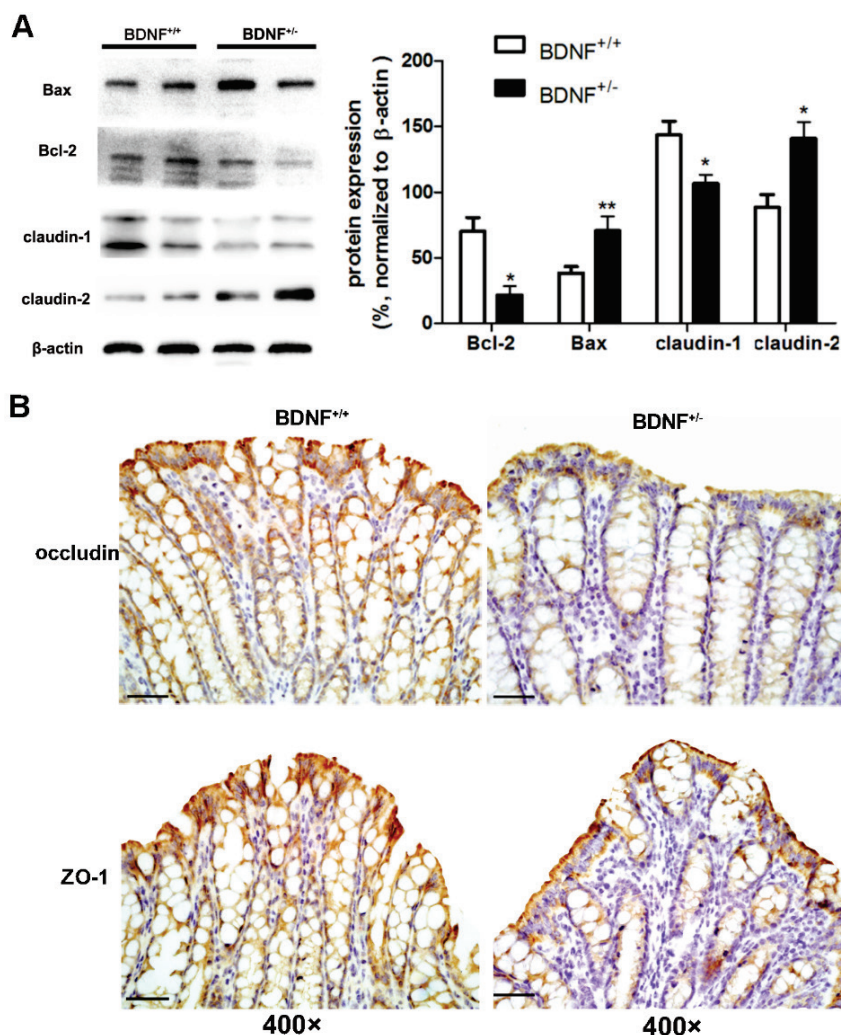 A
BDNF+/+ BDNF+/-
Bax
Bcl-2
claudin-1
claudin-2
β-actin
BDNF+/+
BDNF+/-
protein expression
(%, normalized to β-actin )
200
150
100
50
0
* ** * *
Bcl-2 Bax claudin-1 claudin-2
B
BDNF+/+ BDNF+/-
occludin
ZO-1
400× 400×